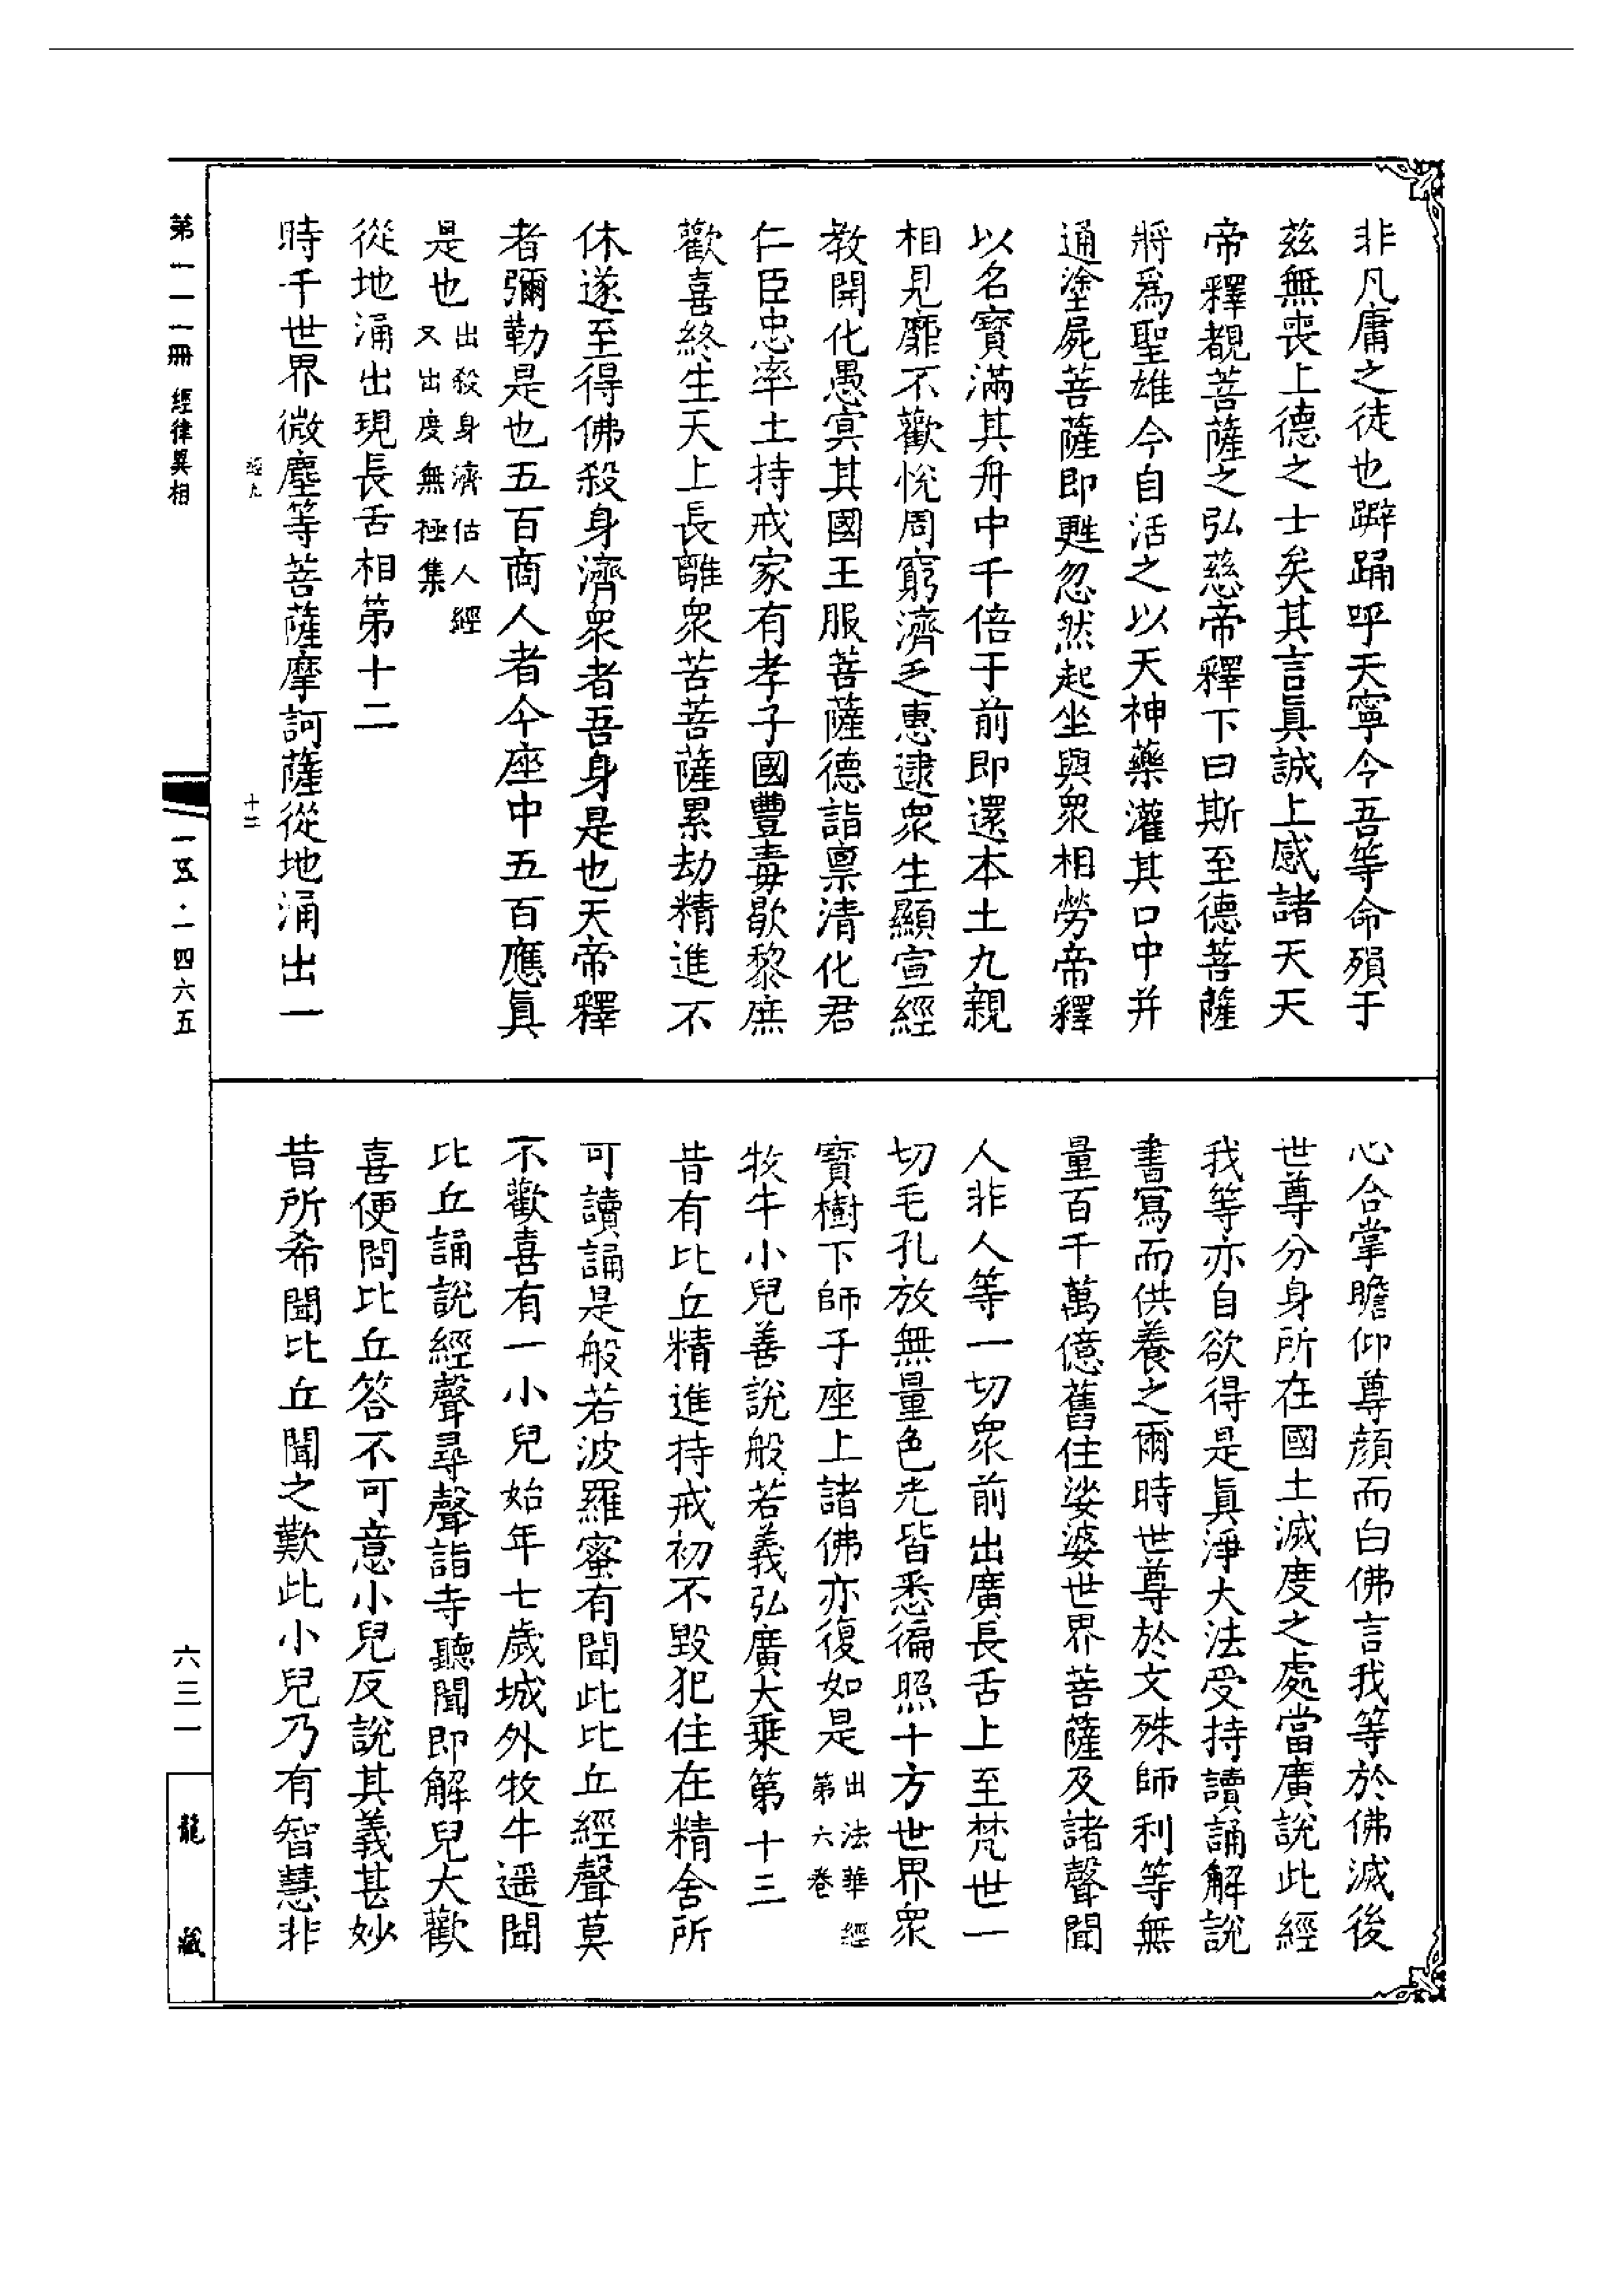 非凡庸之徒也躃踊呼天寧今吾等命殞于
兹無喪上德之士矣其言眞誠上感諸天天
帝釋覩菩薩之弘慈帝釋下曰斯至德菩薩
將爲聖雄今自活之以天神藥灌其口中并
通塗屍菩薩即甦忽然起坐與衆相勞帝釋
以名寳滿其舟中千倍于前即還本土九親
相見靡不歡悅周窮濟乏惠逮衆生顯宣經
教開化愚㝠其國王服菩薩德詣禀清化君
仁臣忠率土持戒家有孝子國豐毒歇黎庶
歡喜終生天上長離衆苦菩薩累劫精進不
休遂至得佛殺身濟衆者吾身是也天帝釋
者彌勒是也五百商人者今座中五百應眞
是也出殺身濟估人經
又出度無極集
從地涌出現長舌相第十二
時千世界微塵等菩薩摩訶薩從地涌出一
心合掌瞻仰尊顔而白佛言我等於佛滅後
世尊分身所在國土滅度之處當廣說此經
我等亦自欲得是眞淨大法受持讀誦解說
書寫而供養之爾時世尊於文殊師利等無
量百千萬億舊住娑婆世界菩薩及諸聲聞
人非人等一切衆前出廣長舌上至梵世一
切毛孔放無量色光皆悉徧照十方世界衆
寳樹下師子座上諸佛亦復如是出法華經
第六卷
牧牛小兒善說般若義弘廣大乗第十三
昔有比丘精進持戒初不毀犯住在精舍所
可讀誦是般若波羅蜜有聞此比丘經聲莫
不歡喜有一小兒始年七歲城外牧牛遥聞
比丘誦說經聲尋聲詣寺聽聞即解兒大歡
喜便問比丘答不可意小兒反說其義甚妙
昔所希聞比丘聞之歎此小兒乃有智慧非
第一一一冊 經律異相
經九
十二
一五·一四六五
六三一
龍藏